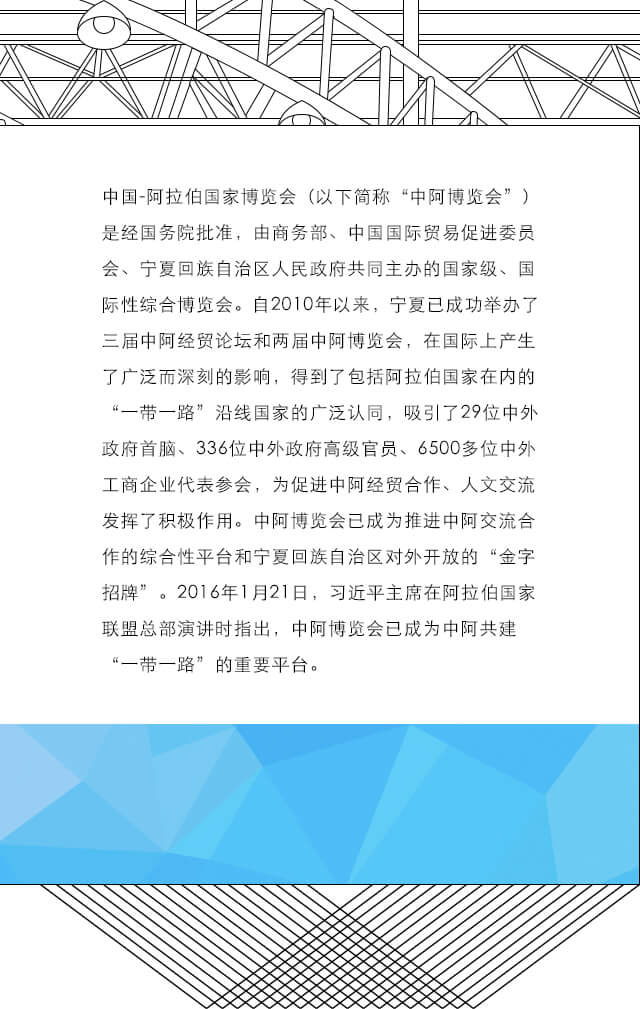 中国-阿拉伯国家博览会（以下简称“中阿博览会”）
是经国务院批准，由商务部、中国国际贸易促进委员
会、宁夏回族自治区人民政府共同主办的国家级、国
际性综合博览会。自2010年以来，宁夏已成功举办了
三届中阿经贸论坛和两届中阿博览会，在国际上产生
了广泛而深刻的影响，得到了包括阿拉伯国家在内的
“一带一路”沿线国家的广泛认同，吸引了29位中外
政府首脑、336位中外政府高级官员、6500多位中外
工商企业代表参会，为促进中阿经贸合作、人文交流
发挥了积极作用。中阿博览会已成为推进中阿交流合
作的综合性平台和宁夏回族自治区对外开放的“金字
招牌”。2016年1月21日，习近平主席在阿拉伯国家
联盟总部演讲时指出，中阿博览会已成为中阿共建
“一带一路”的重要平台。